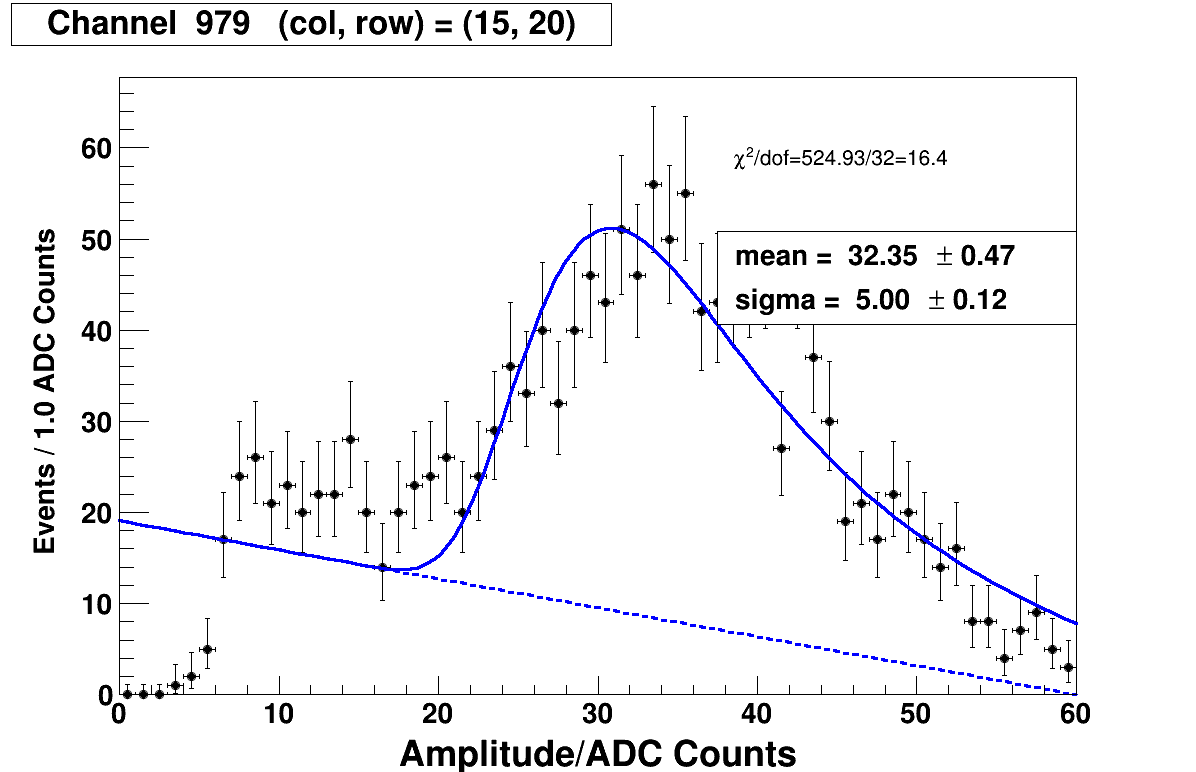 Channel 979 (col, row) = (15, 20)
χ²/dof=524.93/32=16.4
mean = 32.35 ± 0.47
sigma = 5.00 ± 0.12
Events / 1.0 ADC Counts
60
50
40
30
20
10
0
0 10 20 30 40 50 60
Amplitude/ADC Counts